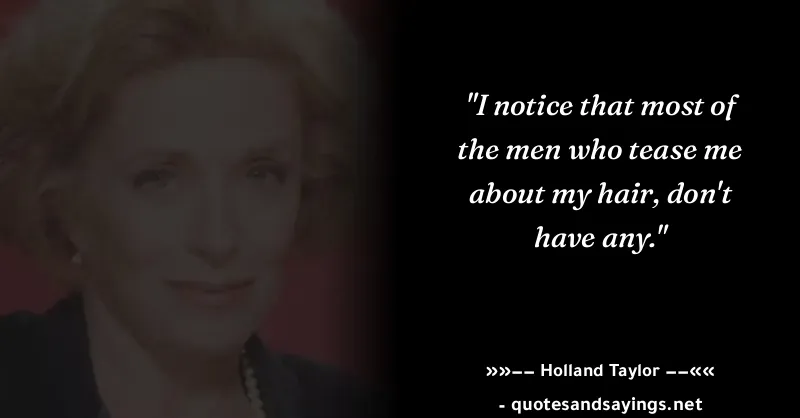 "I notice that most of
the men who tease me
about my hair, don't
have any."
»»−− Holland Taylor −−««
- quotesandsayings.net